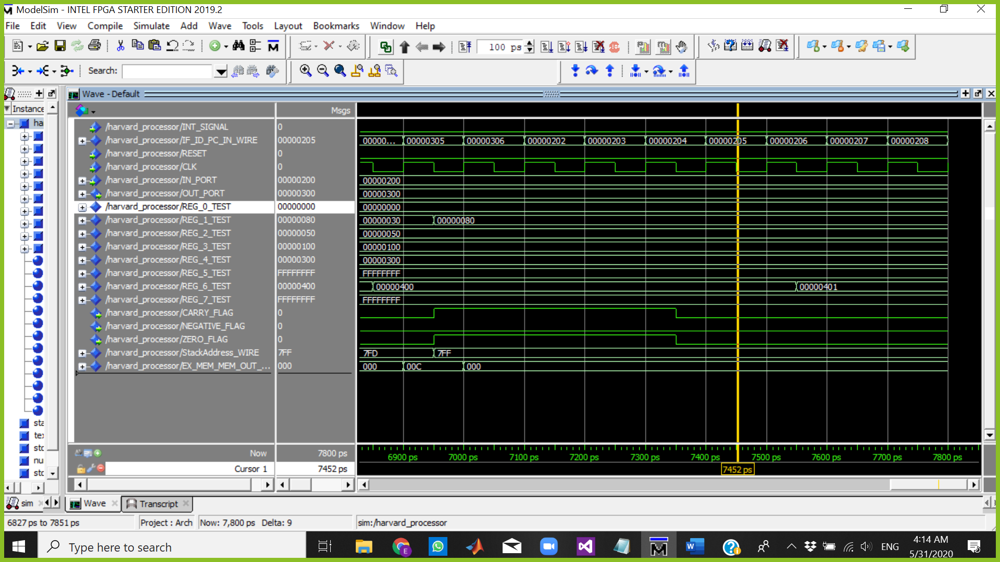 ModelSim - INTEL FPGA STARTER EDITION 2019.2
File Edit View Compile Simulate Add Wave Tools Layout Bookmarks Window Help
100 ps
Search:
Wave - Default
Instance
Msgs
ha
/harvard_processor/INT_SIGNAL 0
/harvard_processor/IF_ID_PC_IN_WIRE 00000205 00000... 00000305 00000306 00000202 00000203 00000204 00000205 00000206 00000207 00000208
/harvard_processor/RESET 0
/harvard_processor/CLK 0
/harvard_processor/IN_PORT 00000200 00000200
/harvard_processor/OUT_PORT 00000300 00000300
/harvard_processor/REG_0_TEST 00000000 00000000
/harvard_processor/REG_1_TEST 00000080 00000030 00000080
/harvard_processor/REG_2_TEST 00000050 00000050
/harvard_processor/REG_3_TEST 00000100 00000100
/harvard_processor/REG_4_TEST 00000300 00000300
/harvard_processor/REG_5_TEST FFFFFFFF FFFFFFFF
/harvard_processor/REG_6_TEST 00000400 00000400 00000401
/harvard_processor/REG_7_TEST FFFFFFFF FFFFFFFF
/harvard_processor/CARRY_FLAG 0
/harvard_processor/NEGATIVE_FLAG 0
/harvard_processor/ZERO_FLAG 0
/harvard_processor/StackAddress_WIRE 7FF 7FD 7FF
/harvard_processor/EX_MEM_MEM_OUT_... 000 000 00C 000
sta
tex
std
nu
std
Now 7800 ps 6900 ps 7000 ps 7100 ps 7200 ps 7300 ps 7400 ps 7500 ps 7600 ps 7700 ps 7800 ps
Cursor 1 7452 ps 7452 ps
sim Wave Transcript
6827 ps to 7851 ps Project : Arch Now: 7,800 ps Delta: 9 sim:/harvard_processor
Type here to search
E
W
ENG
4:14 AM
5/31/2020